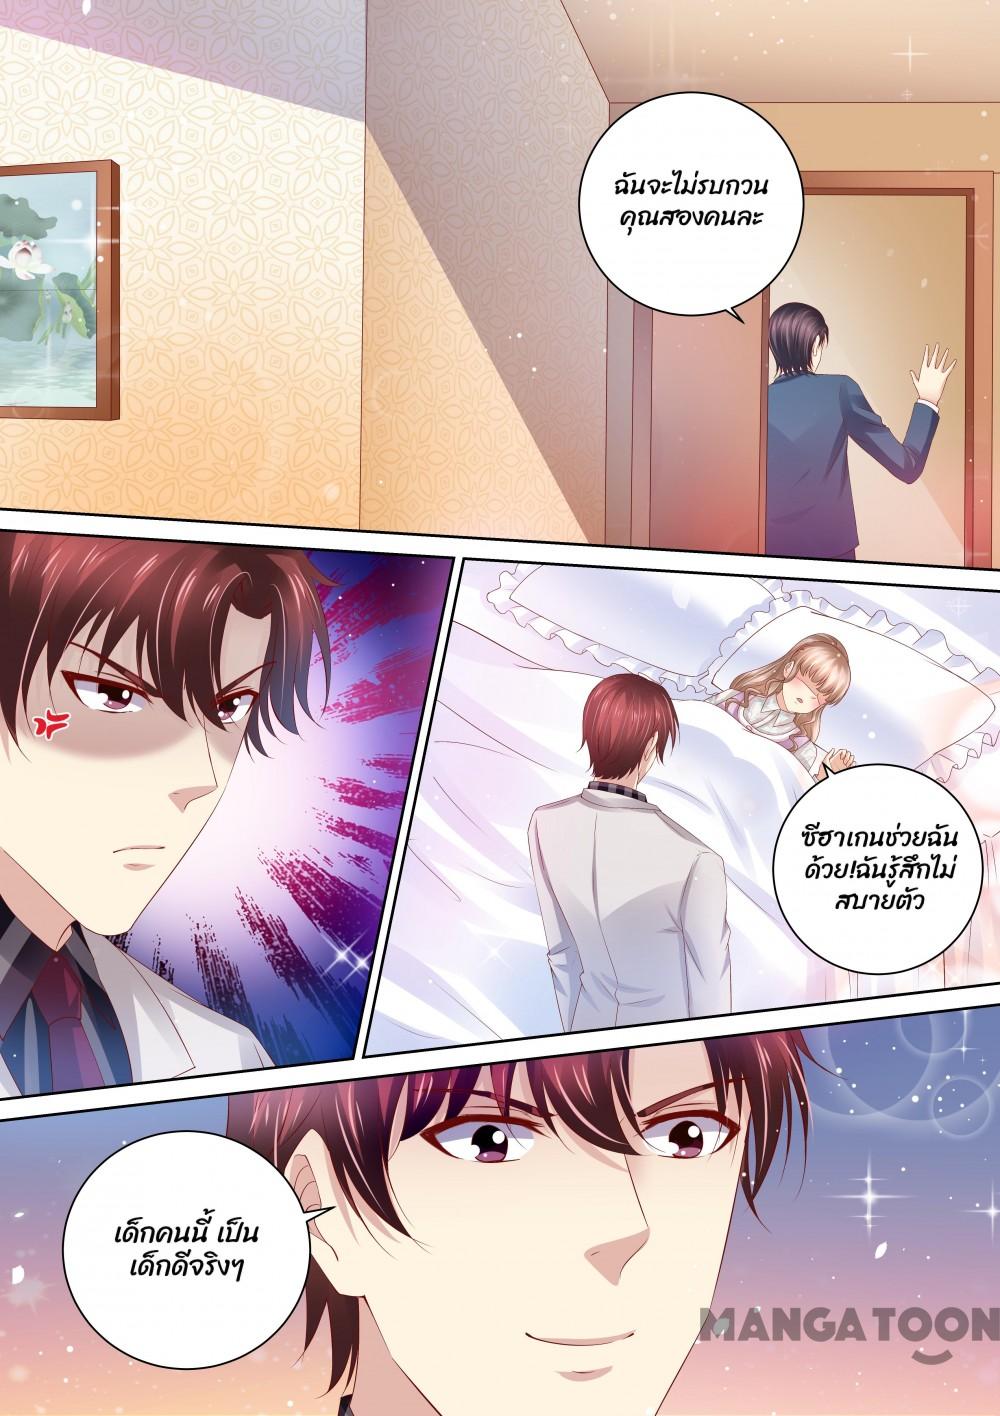 ฉันจะไม่รบกวน
คุณสองคนละ
ซีฮาเกนช่วยฉัน
ด้วย!ฉันรู้สึกไม่
สบายตัว
เด็กคนนี้ เป็น
เด็กดีจริงๆ
MANGATOON